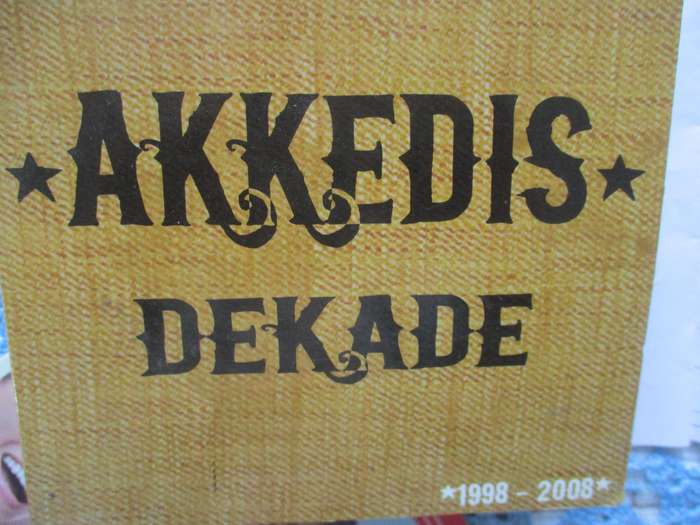 ★AKKEDIS★
DEKADE
★1998 - 2008★